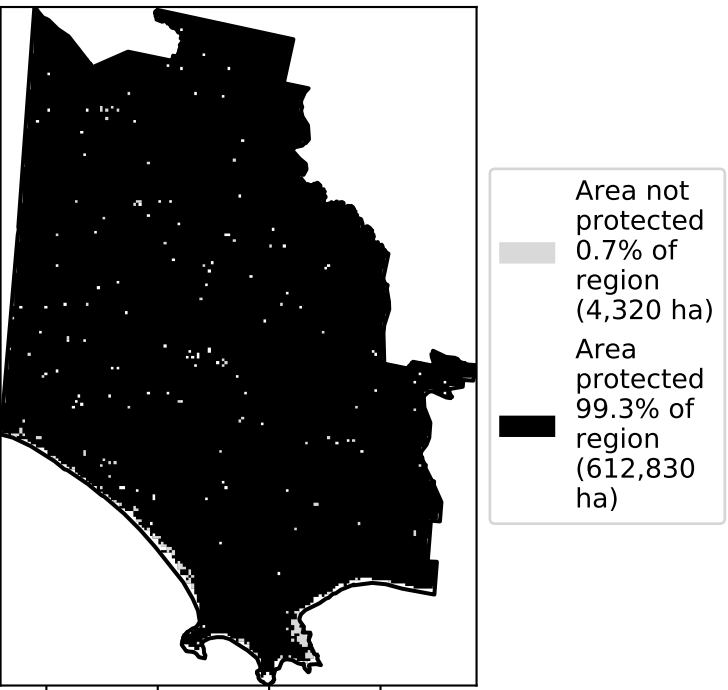 Area not
protected
0.7% of
region
(4,320 ha)
Area
protected
99.3% of
region
(612,830
ha)